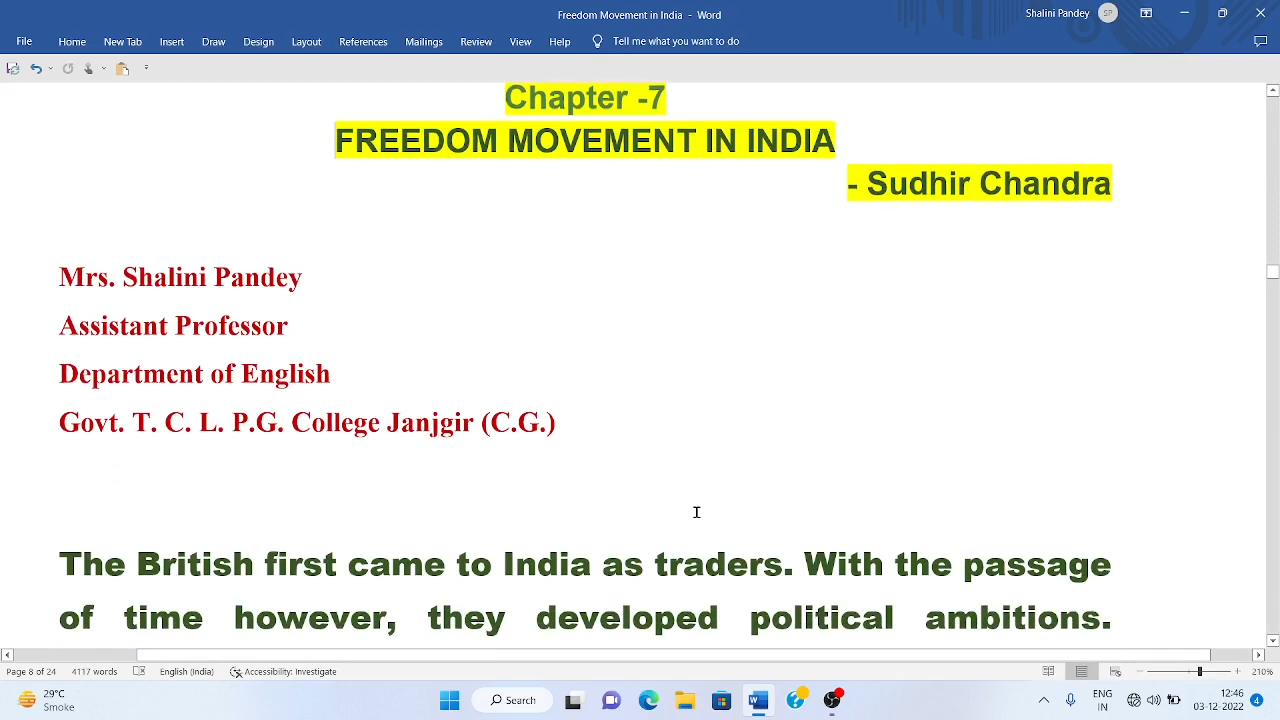 Freedom Movement in India - Word
Shalini Pandey SP
File Home New Tab Insert Draw Design Layout References Mailings Review View Help Tell me what you want to do
Chapter -7
FREEDOM MOVEMENT IN INDIA
- Sudhir Chandra
Mrs. Shalini Pandey
Assistant Professor
Department of English
Govt. T. C. L. P.G. College Janjgir (C.G.)
The British first came to India as traders. With the passage
of time however, they developed political ambitions.
Page 8 of 24 4117 words English (India) Accessibility: Investigate 210%
29°C
Smoke
Search
ENG
IN
12:46
03-12-2022
4